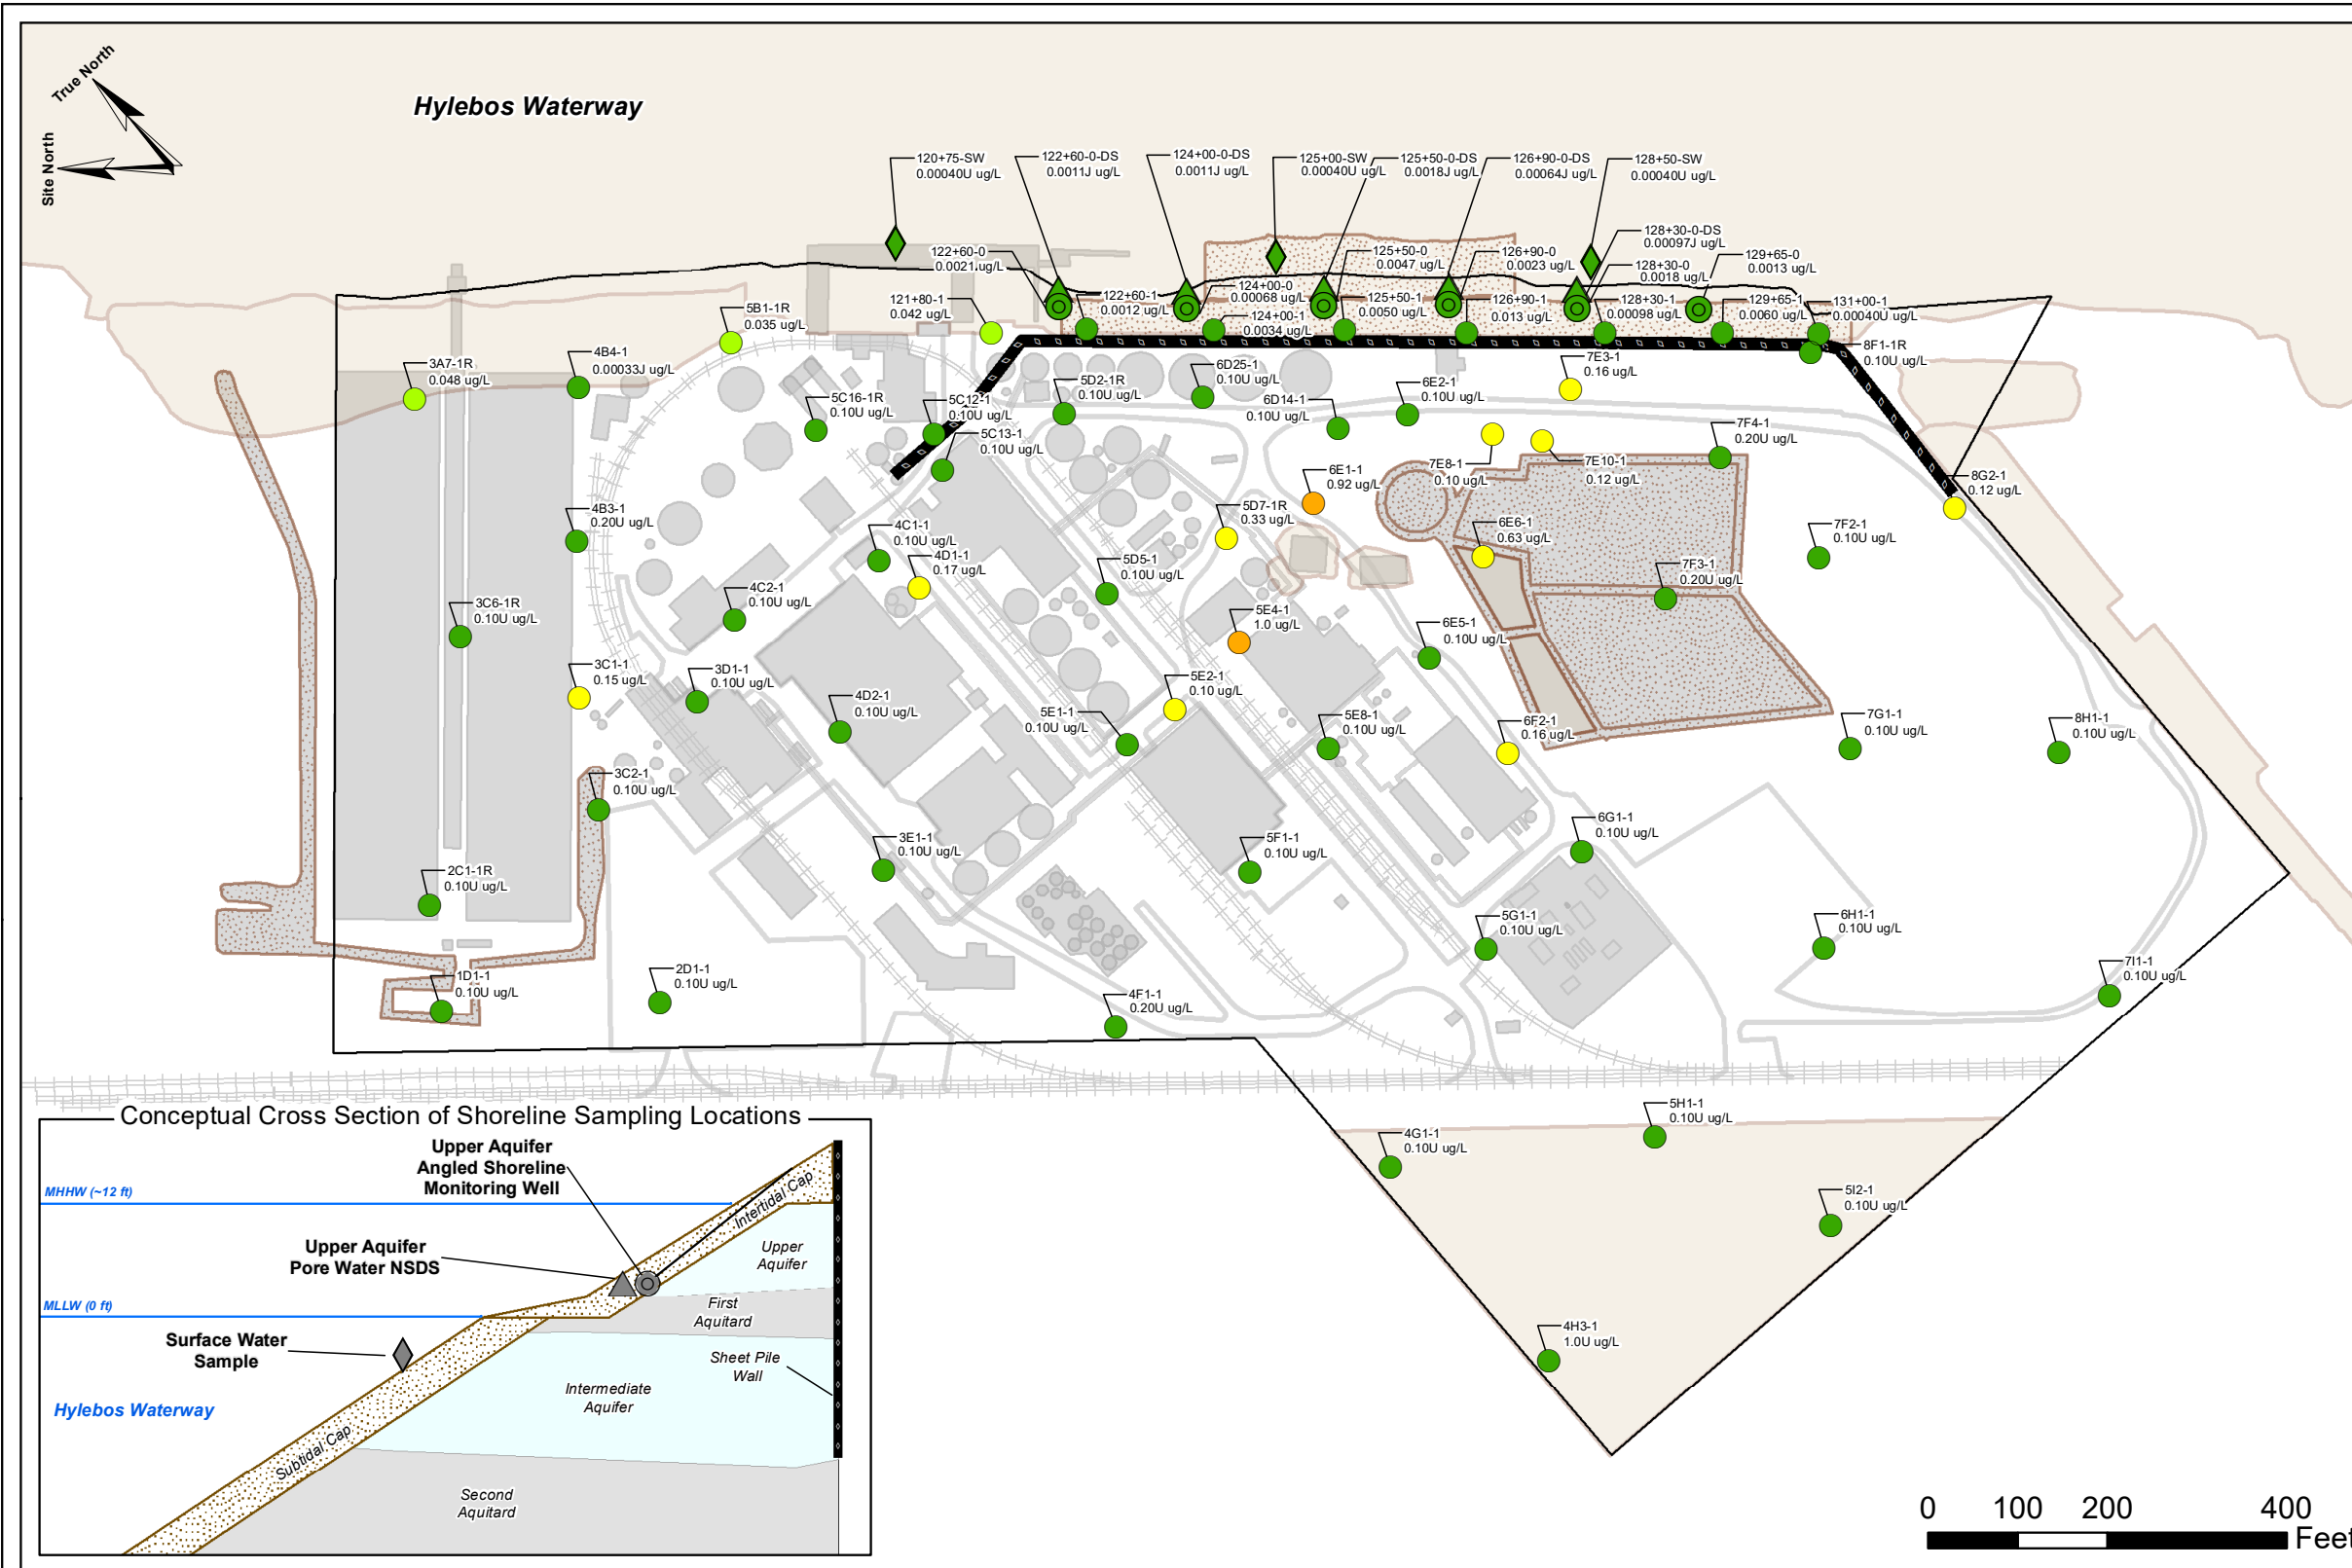 True North
Site North
Hylebos Waterway
120+75-SW
0.00040U ug/L
122+60-0-DS
0.0011J ug/L
124+00-0-DS
0.0011J ug/L
125+00-SW
0.00040U ug/L
125+50-0-DS
0.0018J ug/L
126+90-0-DS
0.00064J ug/L
128+50-SW
0.00040U ug/L
122+60-0
0.0021 ug/L
125+50-0
0.0047 ug/L
126+90-0
0.0023 ug/L
128+30-0-DS
0.00097J ug/L
128+30-0
0.0018 ug/L
129+65-0
0.0013 ug/L
121+80-1
0.042 ug/L
122+60-1
0.0012 ug/L
124+00-0
0.00068 ug/L
124+00-1
0.0034 ug/L
125+50-1
0.0050 ug/L
126+90-1
0.013 ug/L
128+30-1
0.00098 ug/L
129+65-1
0.0060 ug/L
131+00-1
0.00040U ug/L
8F1-1R
0.10U ug/L
5B1-1R
0.035 ug/L
3A7-1R
0.048 ug/L
4B4-1
0.00033J ug/L
5C16-1R
0.10U ug/L
5C12-1
0.10U ug/L
5C13-1
0.10U ug/L
5D2-1R
0.10U ug/L
6D25-1
0.10U ug/L
6D14-1
0.10U ug/L
6E2-1
0.10U ug/L
7E3-1
0.16 ug/L
7E8-1
0.10 ug/L
7E10-1
0.12 ug/L
7F4-1
0.20U ug/L
8G2-1
0.12 ug/L
6E1-1
0.92 ug/L
5D7-1R
0.33 ug/L
6E6-1
0.63 ug/L
7F2-1
0.10U ug/L
7F3-1
0.20U ug/L
4B3-1
0.20U ug/L
4C1-1
0.10U ug/L
4D1-1
0.17 ug/L
5D5-1
0.10U ug/L
4C2-1
0.10U ug/L
3C6-1R
0.10U ug/L
5E4-1
1.0 ug/L
6E5-1
0.10U ug/L
3C1-1
0.15 ug/L
3D1-1
0.10U ug/L
4D2-1
0.10U ug/L
5E1-1
0.10U ug/L
5E2-1
0.10 ug/L
5E8-1
0.10U ug/L
6F2-1
0.16 ug/L
7G1-1
0.10U ug/L
8H1-1
0.10U ug/L
3C2-1
0.10U ug/L
3E1-1
0.10U ug/L
5F1-1
0.10U ug/L
6G1-1
0.10U ug/L
2C1-1R
0.10U ug/L
5G1-1
0.10U ug/L
6H1-1
0.10U ug/L
7I1-1
0.10U ug/L
1D1-1
0.10U ug/L
2D1-1
0.10U ug/L
4F1-1
0.20U ug/L
4G1-1
0.10U ug/L
5H1-1
0.10U ug/L
5I2-1
0.10U ug/L
4H3-1
1.0U ug/L
Conceptual Cross Section of Shoreline Sampling Locations
Upper Aquifer
Angled Shoreline
Monitoring Well
MHHW (~12 ft)
Intertidal Cap
Upper Aquifer
Pore Water NSDS
Upper
Aquifer
MLLW (0 ft)
First
Aquitard
Surface Water
Sample
Sheet Pile
Wall
Intermediate
Aquifer
Hylebos Waterway
Subtidal Cap
Second
Aquitard
0 100 200 400
Feet